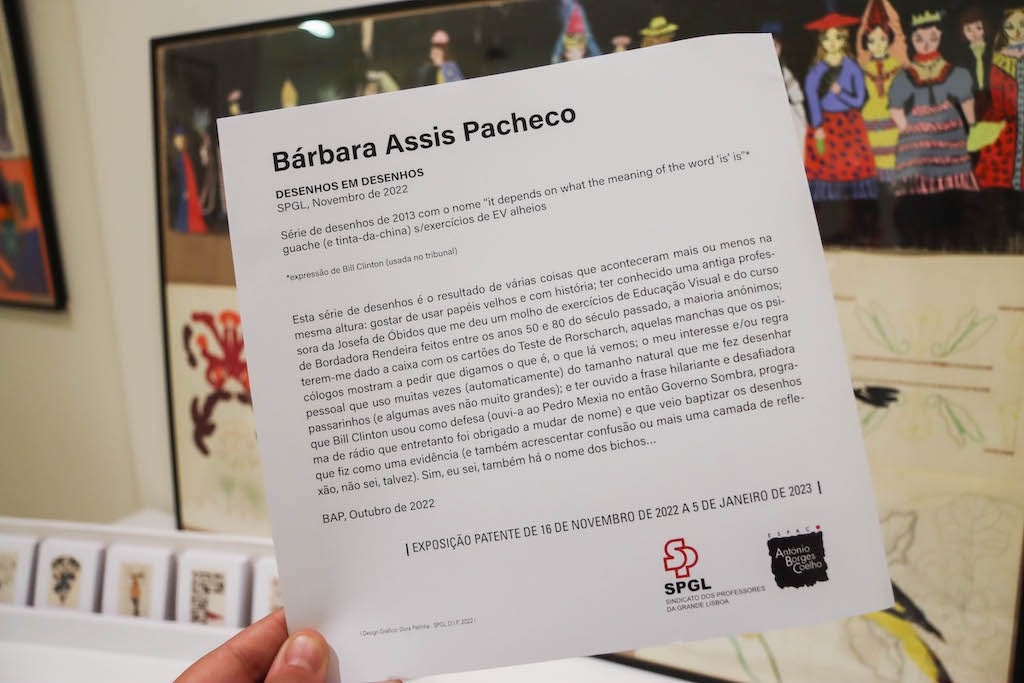 Bárbara Assis Pacheco
DESENHOS EM DESENHOS
SPGL, Novembro de 2022
Série de desenhos de 2013 com o nome "it depends on what the meaning of the word 'is' is"*
guache (e tinta-da-china) s/exercícios de EV alheios
*expressão de Bill Clinton (usada no tribunal)
Esta série de desenhos é o resultado de várias coisas que aconteceram mais ou menos na
mesma altura: gostar de usar papéis velhos e com história; ter conhecido uma antiga profes-
sora da Josefa de Óbidos que me deu um molho de exercícios de Educação Visual e do curso
de Bordadora Rendeira feitos entre os anos 50 e 80 do século passado, a maioria anónimos;
terem-me dado a caixa com os cartões do Teste de Rorscharch, aquelas manchas que os psi-
cólogos mostram a pedir que digamos o que é, o que lá vemos; o meu interesse e/ou regra
pessoal que uso muitas vezes (automaticamente) do tamanho natural que me fez desenhar
passarinhos (e algumas aves não muito grandes); e ter ouvido a frase hilariante e desafiadora
que Bill Clinton usou como defesa (ouvi-a ao Pedro Mexia no então Governo Sombra, progra-
ma de rádio que entretanto foi obrigado a mudar de nome) e que veio baptizar os desenhos
que fiz como uma evidência (e também acrescentar confusão ou mais uma camada de refle-
xão, não sei, talvez). Sim, eu sei, também há o nome dos bichos...
BAP, Outubro de 2022
| EXPOSIÇÃO PATENTE DE 16 DE NOVEMBRO DE 2022 A 5 DE JANEIRO DE 2023 |
SPGL
SINDICATO DOS PROFESSORES
DA GRANDE LISBOA
ESPAÇO
António
Borges
Coelho
| Design Gráfico: Dora Petinha . SPGL D.I.P. 2022 |